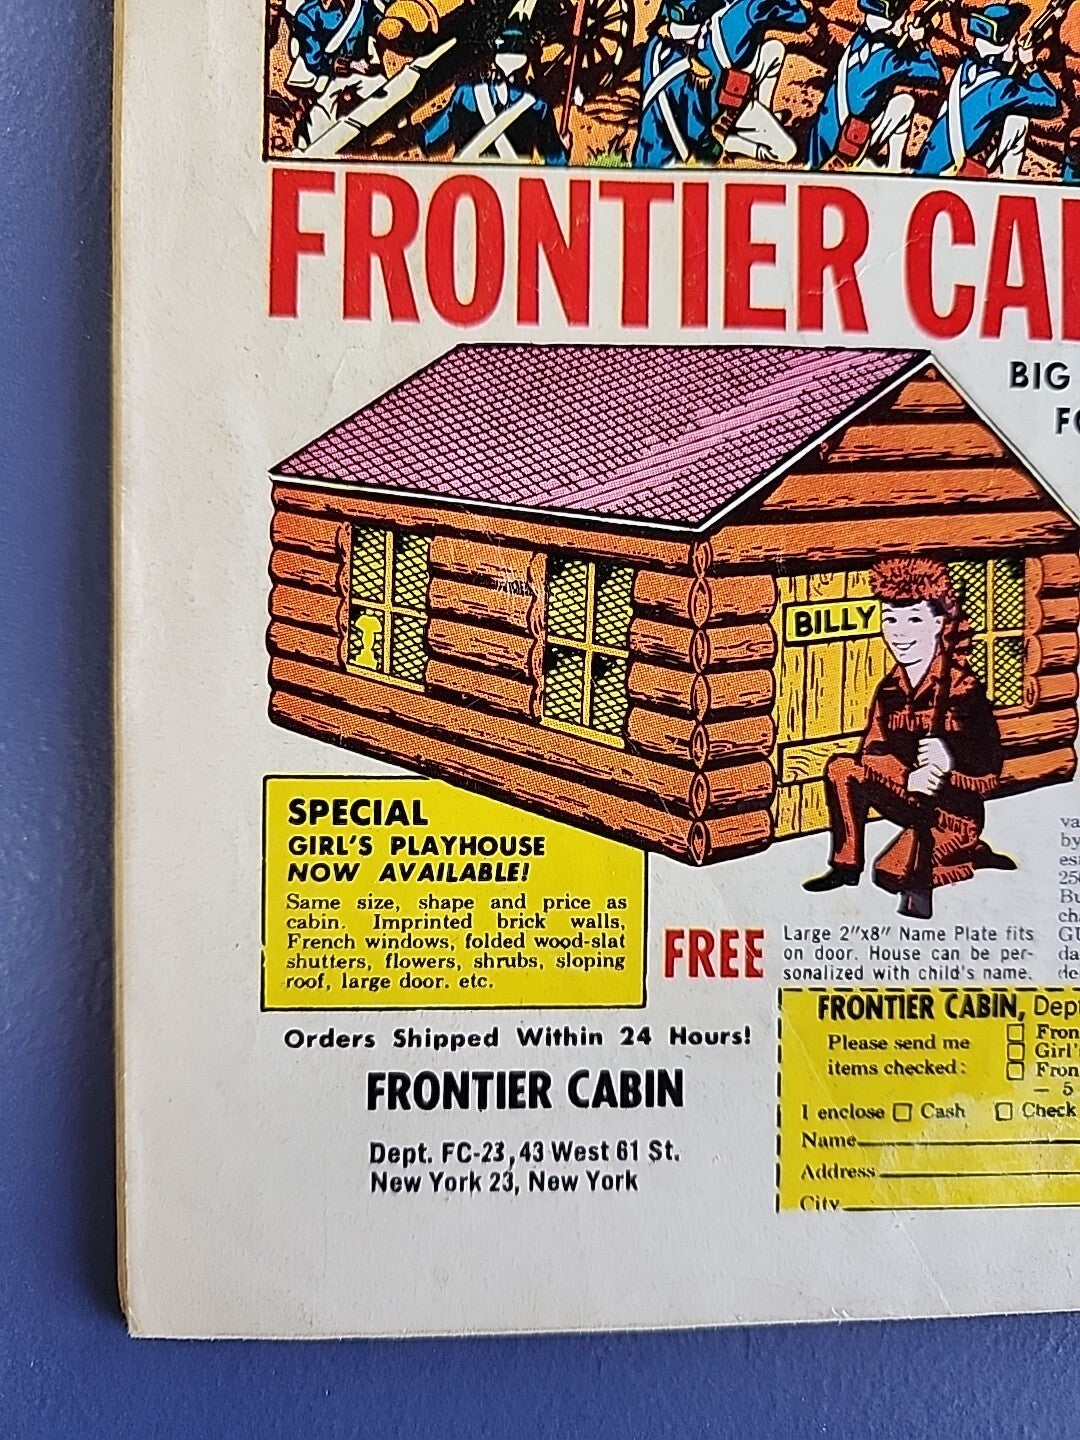 FRONTIER
BIG
BILLY
SPECIAL
GIRL'S PLAYHOUSE
NOW AVAILABLE!
Same size, shape and price as
cabin. Imprinted brick walls,
French windows, folded wood-slat
shutters, flowers, shrubs, sloping
roof, large door. etc.
FREE
Large 2"x8" Name Plate fits
on door. House can be per-
sonalized with child's name.
Orders Shipped Within 24 Hours!
FRONTIER CABIN
Dept. FC-23, 43 West 61 St.
New York 23, New York
FRONTIER CABIN,
Please send me
items checked:
I enclose Cash Check
Name
Address
City